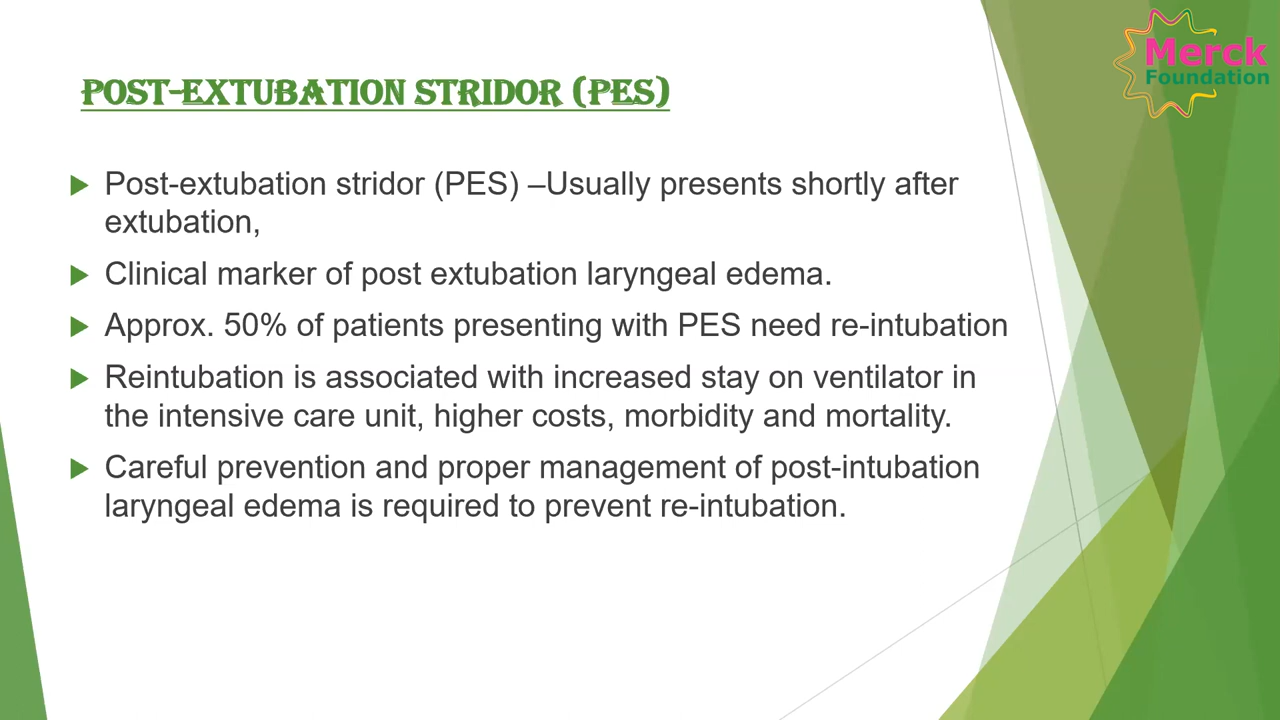 Merck
Foundation
POST-EXTUBATION STRIDOR (PES)
Post-extubation stridor (PES) –Usually presents shortly after
extubation,
Clinical marker of post extubation laryngeal edema.
Approx. 50% of patients presenting with PES need re-intubation
Reintubation is associated with increased stay on ventilator in
the intensive care unit, higher costs, morbidity and mortality.
Careful prevention and proper management of post-intubation
laryngeal edema is required to prevent re-intubation.